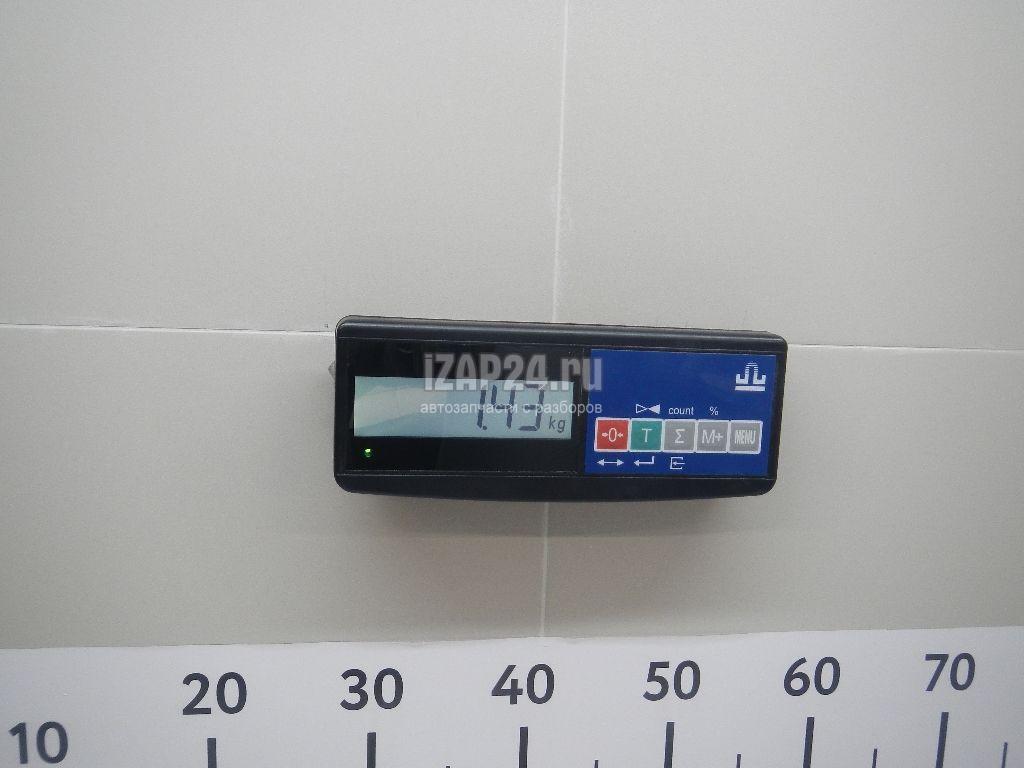 iZAP24.ru
1.43 kg
автозапчасти с разборов
count %
→0← T Σ M+ MENU
10 20 30 40 50 60 70